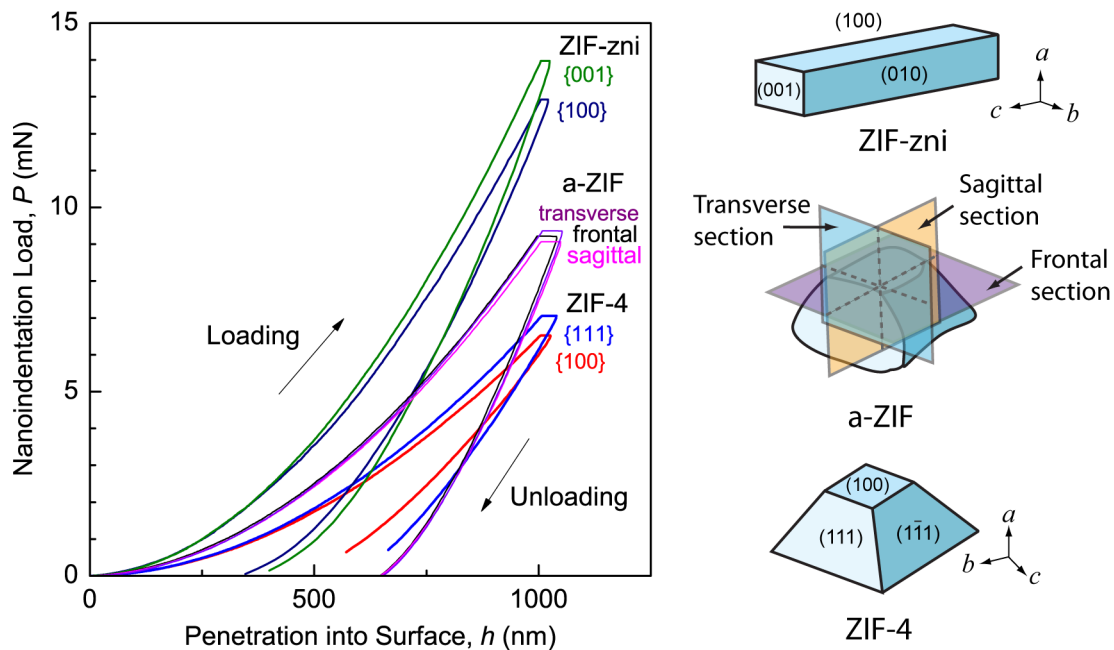 15
10
5
0
0
500
1000
Nanoindentation Load, P (mN)
Penetration into Surface, h (nm)
ZIF-zni
{001}
{100}
a-ZIF
transverse
frontal
sagittal
ZIF-4
{111}
{100}
Loading
Unloading
(100)
(001)
(010)
a
c
b
ZIF-zni
Transverse
section
Sagittal
section
Frontal
section
a-ZIF
(100)
(111)
(11̄1)
a
b
c
ZIF-4